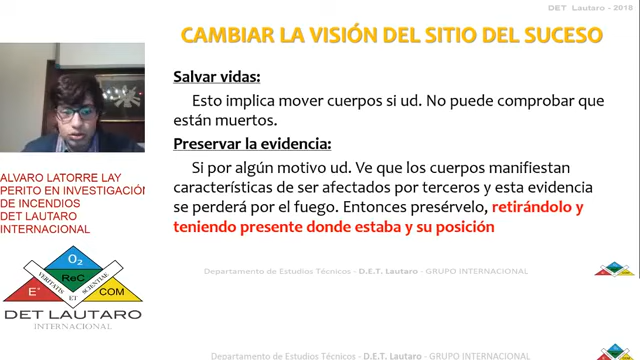 DET Lautaro - 2018
CAMBIAR LA VISIÓN DEL SITIO DEL SUCESO
Salvar vidas:
Esto implica mover cuerpos si ud. No puede comprobar que
están muertos.
Preservar la evidencia:
Si por algún motivo ud. Ve que los cuerpos manifiestan
características de ser afectados por terceros y esta evidencia
se perderá por el fuego. Entonces presérvelo, retirándolo y
teniendo presente donde estaba y su posición
ALVARO LATORRE LAY
PERITO EN INVESTIGACIÓN
DE INCENDIOS
DET LAUTARO
INTERNACIONAL
O2
VERITATIS ET SCIENTIAE
ReC
E+
COM
DET LAUTARO
INTERNACIONAL
Departamento de Estudios Técnicos - D.E.T. Lautaro - GRUPO INTERNACIONAL
Departamento de Estudios Técnicos - D.E.T. Lautaro - GRUPO INTERNACIONAL